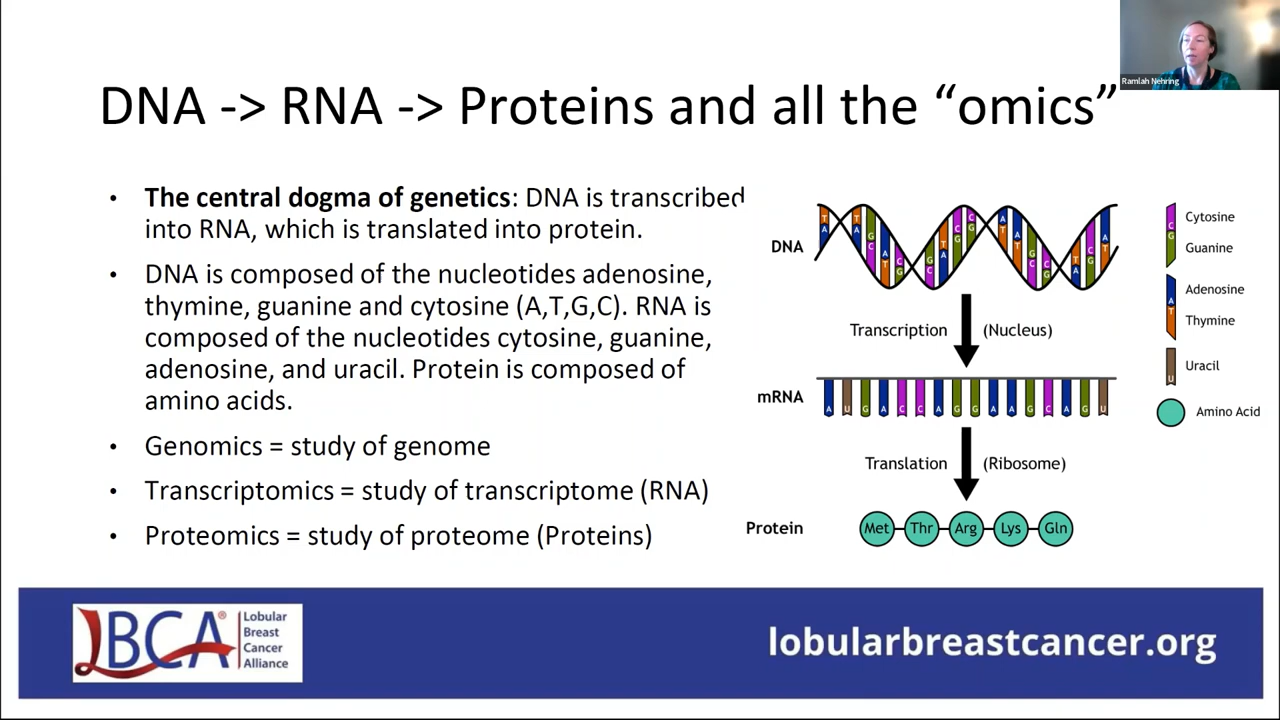 Ramlah Nehring
DNA -> RNA -> Proteins and all the “omics”
• The central dogma of genetics: DNA is transcribed
into RNA, which is translated into protein.
• DNA is composed of the nucleotides adenosine,
thymine, guanine and cytosine (A,T,G,C). RNA is
composed of the nucleotides cytosine, guanine,
adenosine, and uracil. Protein is composed of
amino acids.
• Genomics = study of genome
• Transcriptomics = study of transcriptome (RNA)
• Proteomics = study of proteome (Proteins)
DNA
Transcription (Nucleus)
mRNA
A U G A C C A G G A A G C A G U
Translation (Ribosome)
Protein
Met Thr Arg Lys Gln
C Cytosine
G Guanine
A Adenosine
T Thymine
U Uracil
Amino Acid
LBCA®
Lobular
Breast
Cancer
Alliance
lobularbreastcancer.org